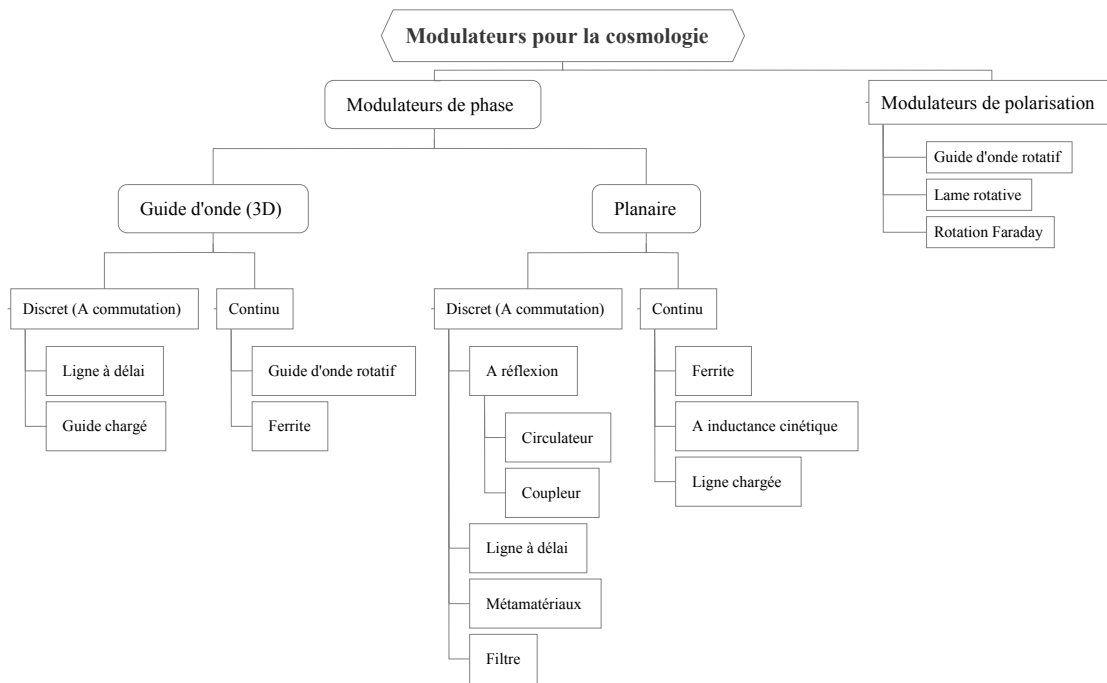 Modulateurs pour la cosmologie
Modulateurs de phase
Modulateurs de polarisation
Guide d'onde rotatif
Lame rotative
Rotation Faraday
Guide d'onde (3D)
Planaire
Discret (A commutation)
Continu
Discret (A commutation)
Continu
Ligne à délai
Guide chargé
Guide d'onde rotatif
Ferrite
A réflexion
Circulateur
Coupleur
Ligne à délai
Métamatériaux
Filtre
Ferrite
A inductance cinétique
Ligne chargée